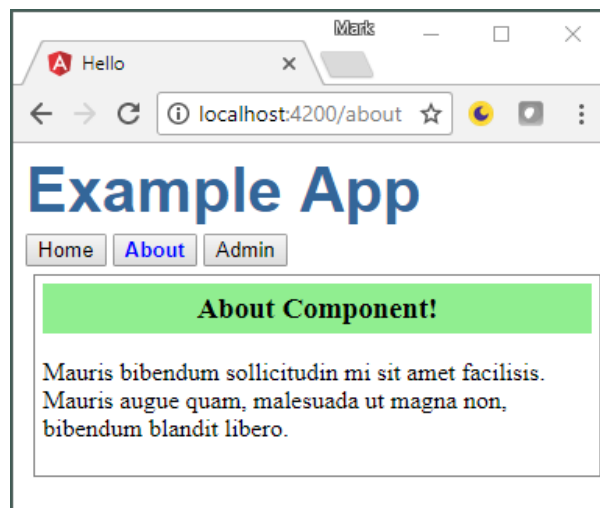 Mark
Hello
localhost:4200/about
Example App
Home About Admin
About Component!
Mauris bibendum sollicitudin mi sit amet facilisis.
Mauris augue quam, malesuada ut magna non,
bibendum blandit libero.